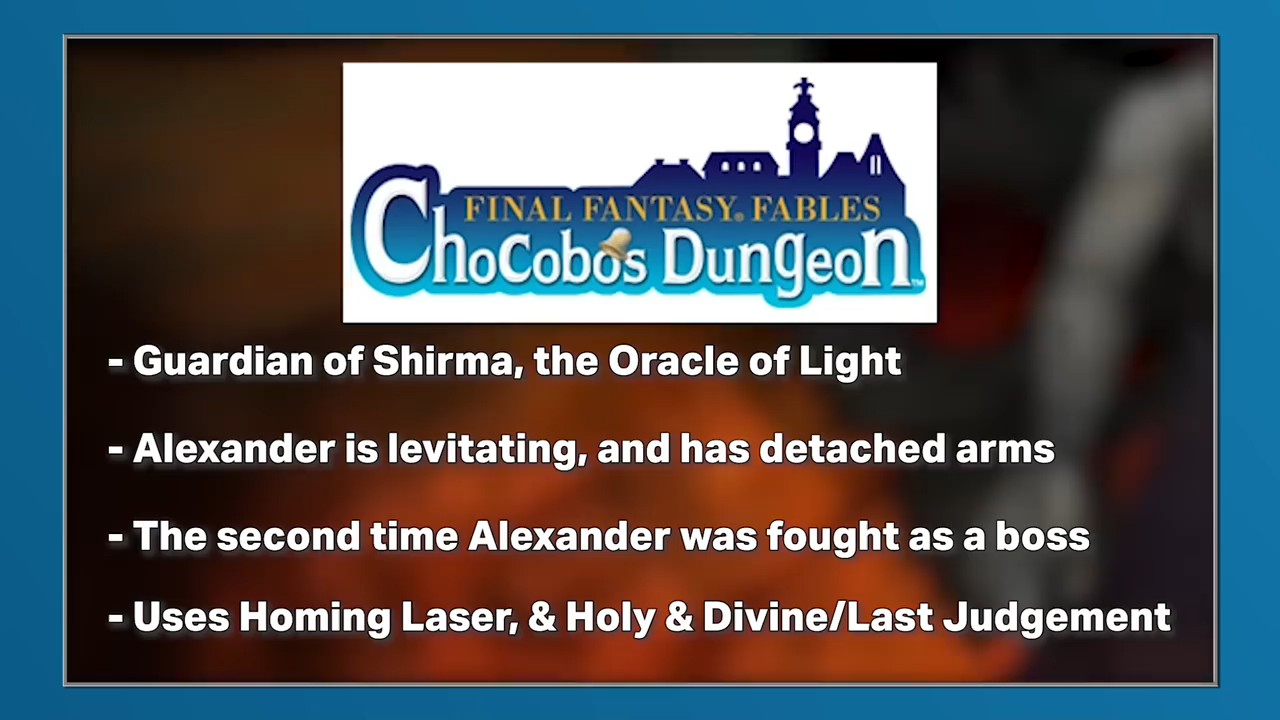 FINAL FANTASY® FABLES
Chocobo's Dungeon™
- Guardian of Shirma, the Oracle of Light
- Alexander is levitating, and has detached arms
- The second time Alexander was fought as a boss
- Uses Homing Laser, & Holy & Divine/Last Judgement